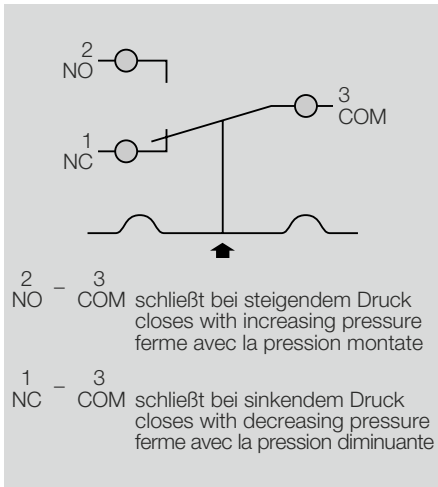 2
NO
3
COM
1
NC
2 – 3
NO COM schließt bei steigendem Druck
closes with increasing pressure
ferme avec la pression montate
1 – 3
NC COM schließt bei sinkendem Druck
closes with decreasing pressure
ferme avec la pression diminuante